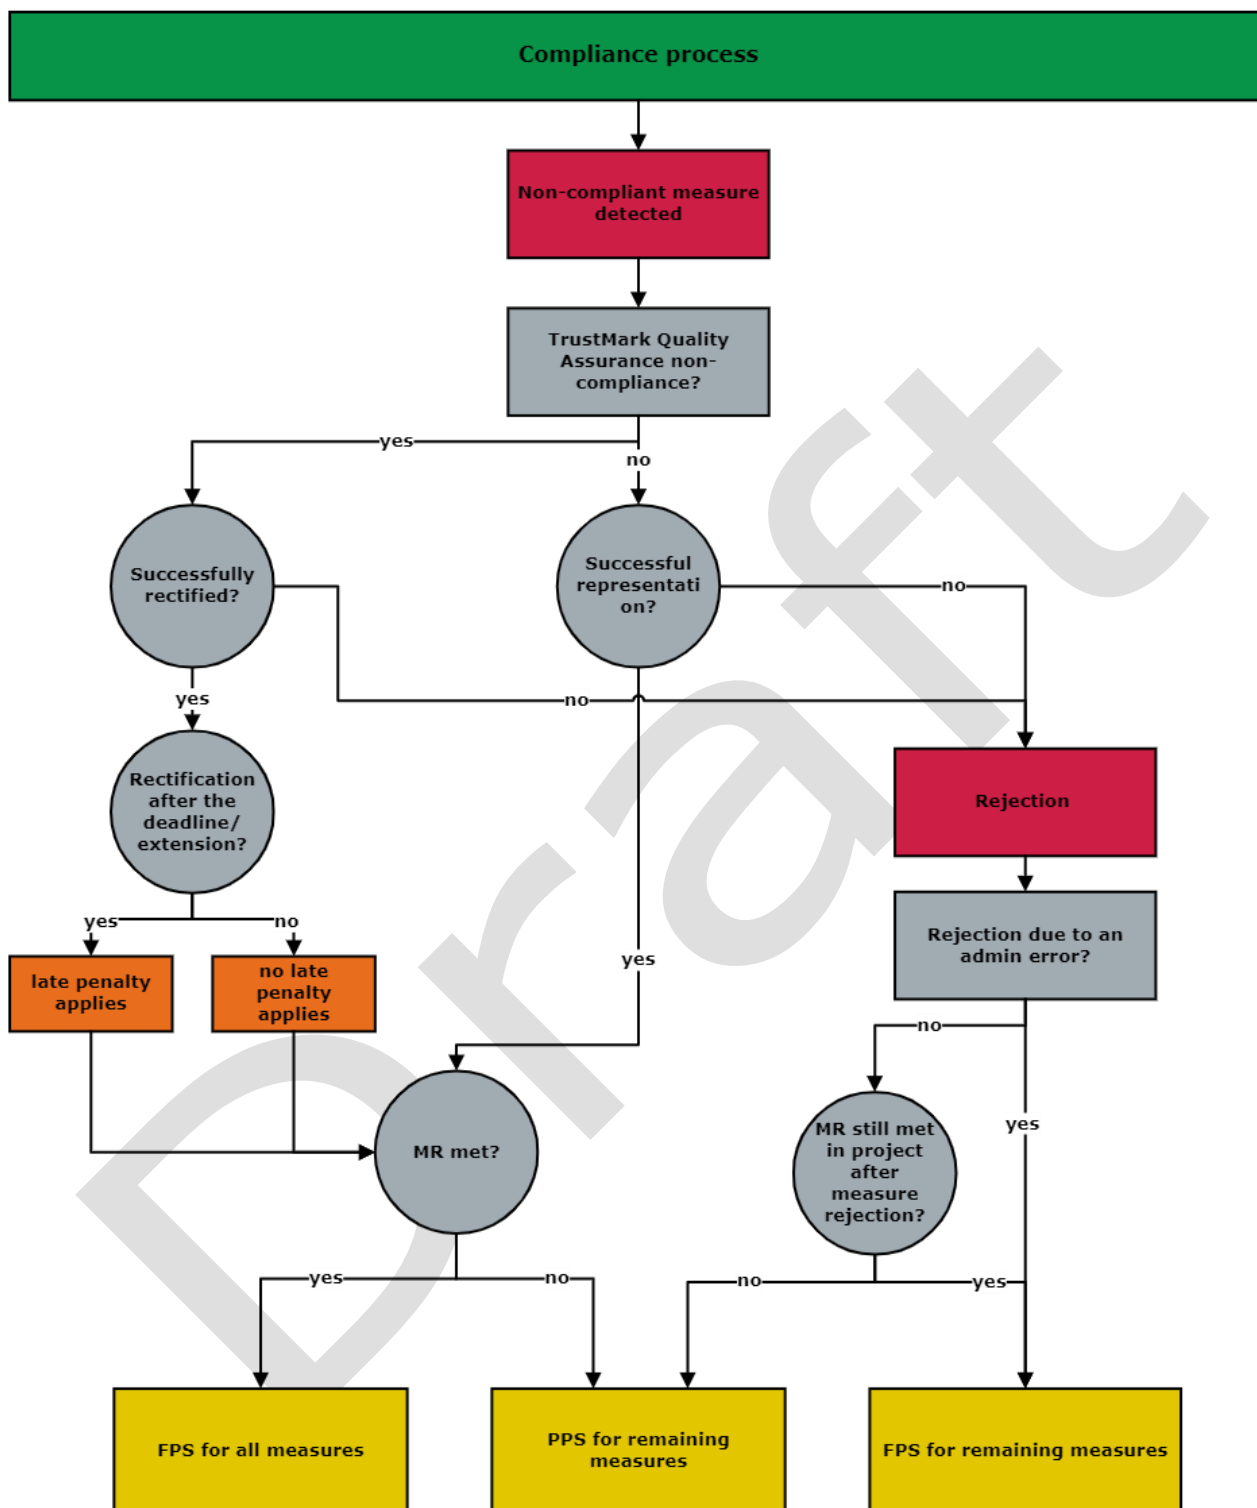 Compliance process
Non-compliant measure
detected
TrustMark Quality
Assurance non-
compliance?
yes
no
Successfully
rectified?
Successful
representati
on?
no
yes
no
Rectification
after the
deadline/
extension?
Rejection
yes
no
yes
Rejection due to an
admin error?
late penalty
applies
no late
penalty
applies
no
MR met?
yes
MR still met
in project
after
measure
rejection?
yes
no
no
yes
FPS for all measures
PPS for remaining
measures
FPS for remaining measures
Draft